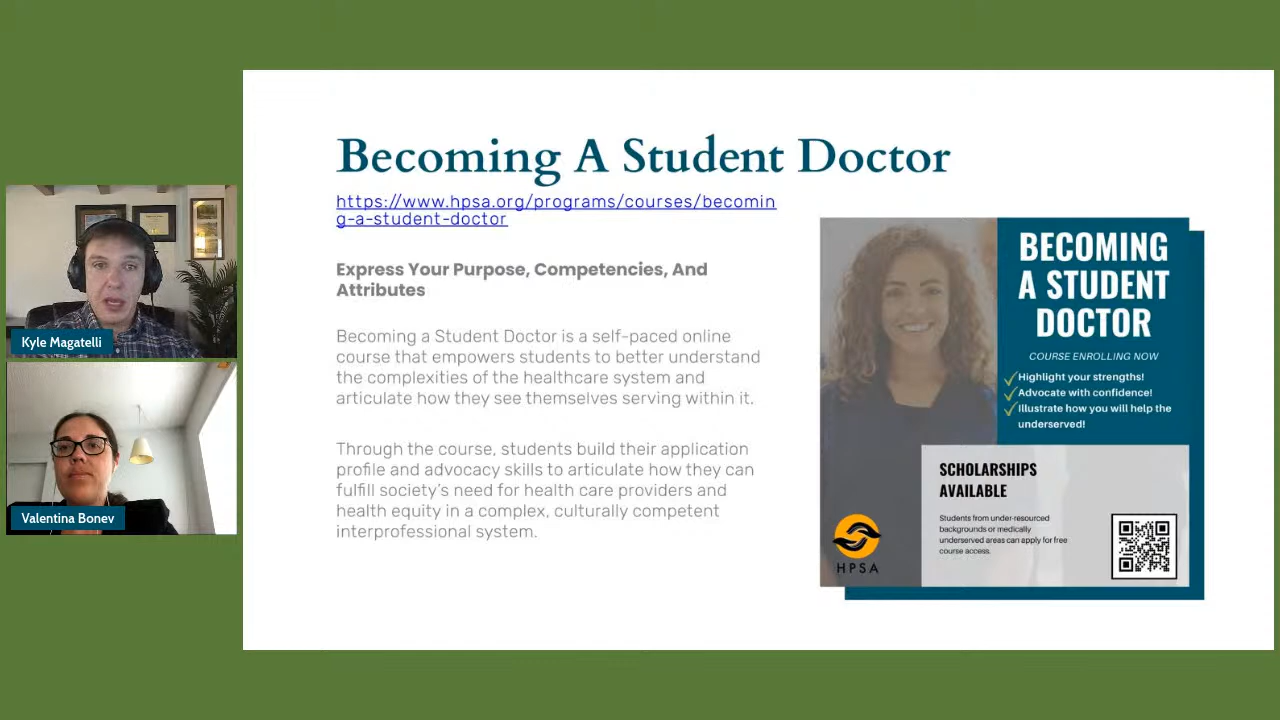 Becoming A Student Doctor
https://www.hpsa.org/programs/courses/becomin
g-a-student-doctor
Express Your Purpose, Competencies, And
Attributes
Becoming a Student Doctor is a self-paced online
course that empowers students to better understand
the complexities of the healthcare system and
articulate how they see themselves serving within it.
Through the course, students build their application
profile and advocacy skills to articulate how they can
fulfill society's need for health care providers and
health equity in a complex, culturally competent
interprofessional system.
BECOMING
A STUDENT
DOCTOR
COURSE ENROLLING NOW
Highlight your strengths!
Advocate with confidence!
Illustrate how you will help the
underserved!
SCHOLARSHIPS
AVAILABLE
Students from under-resourced
backgrounds or medically
underserved areas can apply for free
course access.
HPSA
Kyle Magatelli
Valentina Bonev